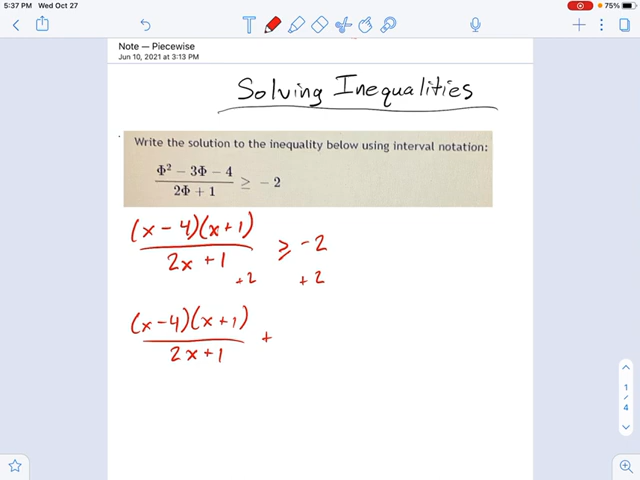 5:37 PM Wed Oct 27
75%
T
Note — Piecewise
Jun 10, 2021 at 3:13 PM
Solving Inequalities
Write the solution to the inequality below using interval notation:
Φ² − 3Φ − 4
≥ − 2
2Φ + 1
(x − 4)(x + 1)
≥ −2
2x + 1
+2 +2
(x − 4)(x + 1)
+
2x + 1
1
/
4